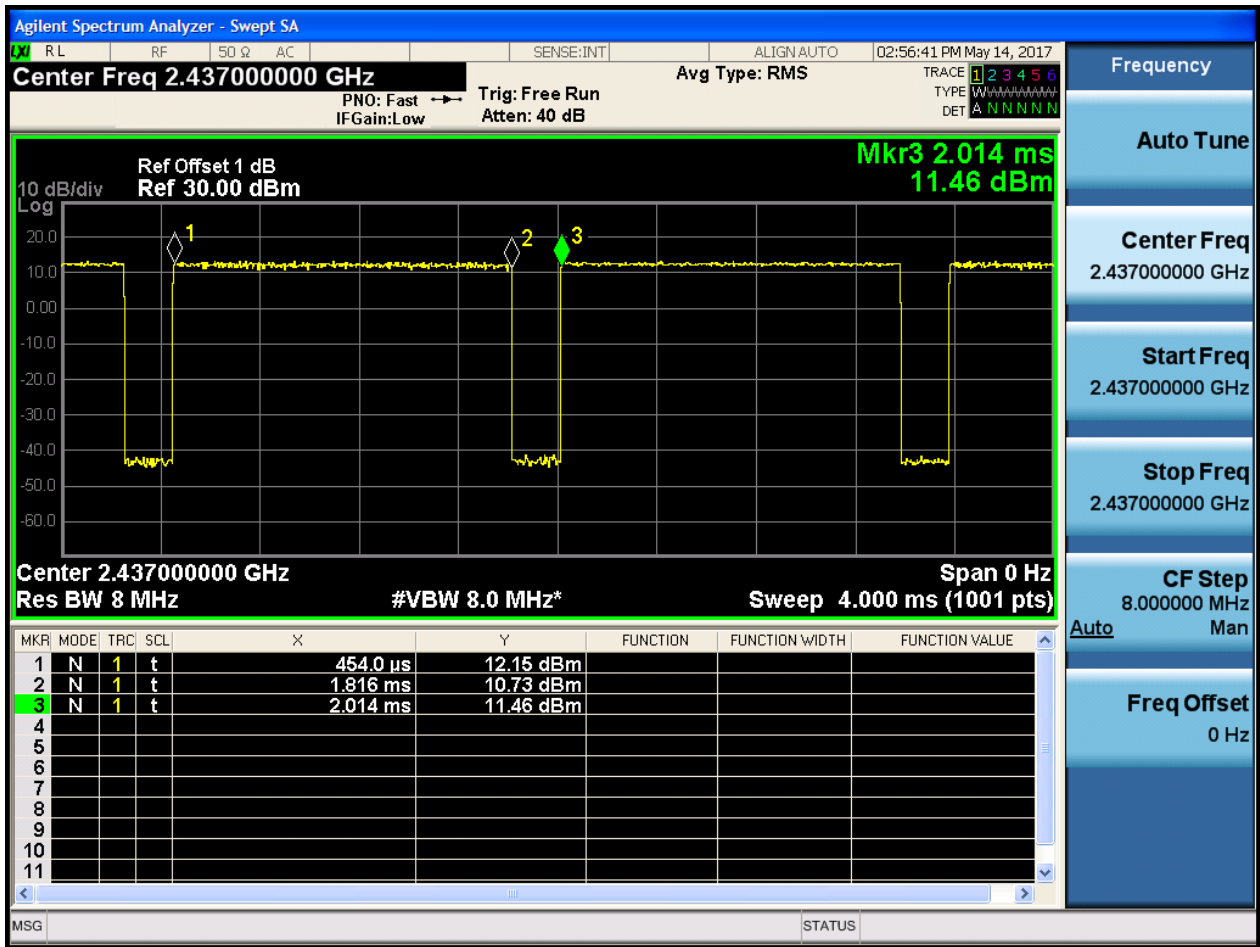 Agilent Spectrum Analyzer - Swept SA
LXI RL RF 50 Ω AC SENSE:INT ALIGN AUTO 02:56:41 PM May 14, 2017
Center Freq 2.437000000 GHz
PNO: Fast
IFGain:Low
Trig: Free Run
Atten: 40 dB
Avg Type: RMS
TRACE 1 2 3 4 5 6
TYPE WWWWWW
DET A N N N N N
Mkr3 2.014 ms
11.46 dBm
Ref Offset 1 dB
10 dB/div Ref 30.00 dBm
Log
20.0
10.0
0.00
-10.0
-20.0
-30.0
-40.0
-50.0
-60.0
1
2
3
Center 2.437000000 GHz Span 0 Hz
Res BW 8 MHz #VBW 8.0 MHz* Sweep 4.000 ms (1001 pts)
MKR MODE TRC SCL X Y FUNCTION FUNCTION WIDTH FUNCTION VALUE
1 N 1 t 454.0 µs 12.15 dBm
2 N 1 t 1.816 ms 10.73 dBm
3 N 1 t 2.014 ms 11.46 dBm
4
5
6
7
8
9
10
11
MSG STATUS
Frequency
Auto Tune
Center Freq
2.437000000 GHz
Start Freq
2.437000000 GHz
Stop Freq
2.437000000 GHz
CF Step
8.000000 MHz
Auto Man
Freq Offset
0 Hz